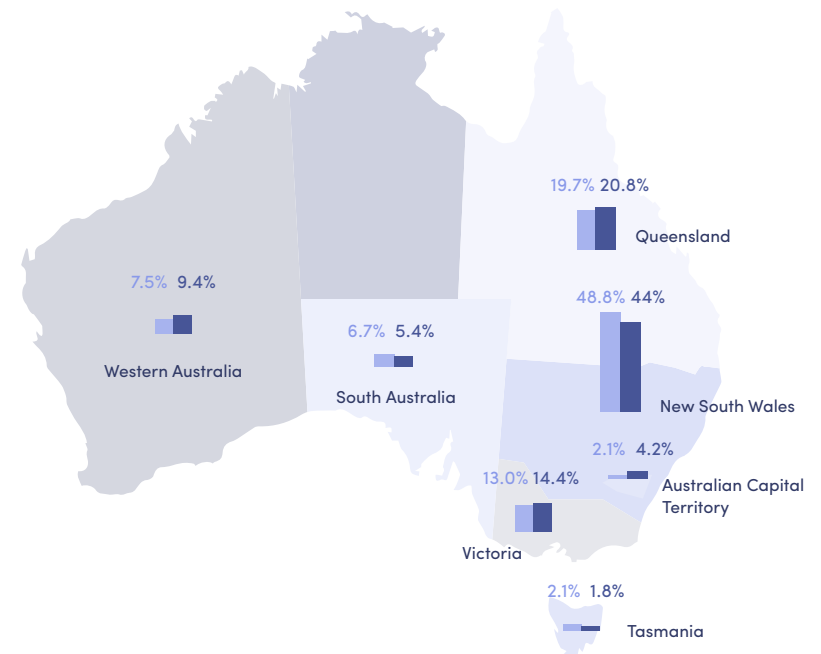 19.7% 20.8%
Queensland
7.5% 9.4%
Western Australia
48.8% 44%
New South Wales
6.7% 5.4%
South Australia
2.1% 4.2%
Australian Capital
Territory
13.0% 14.4%
Victoria
2.1% 1.8%
Tasmania